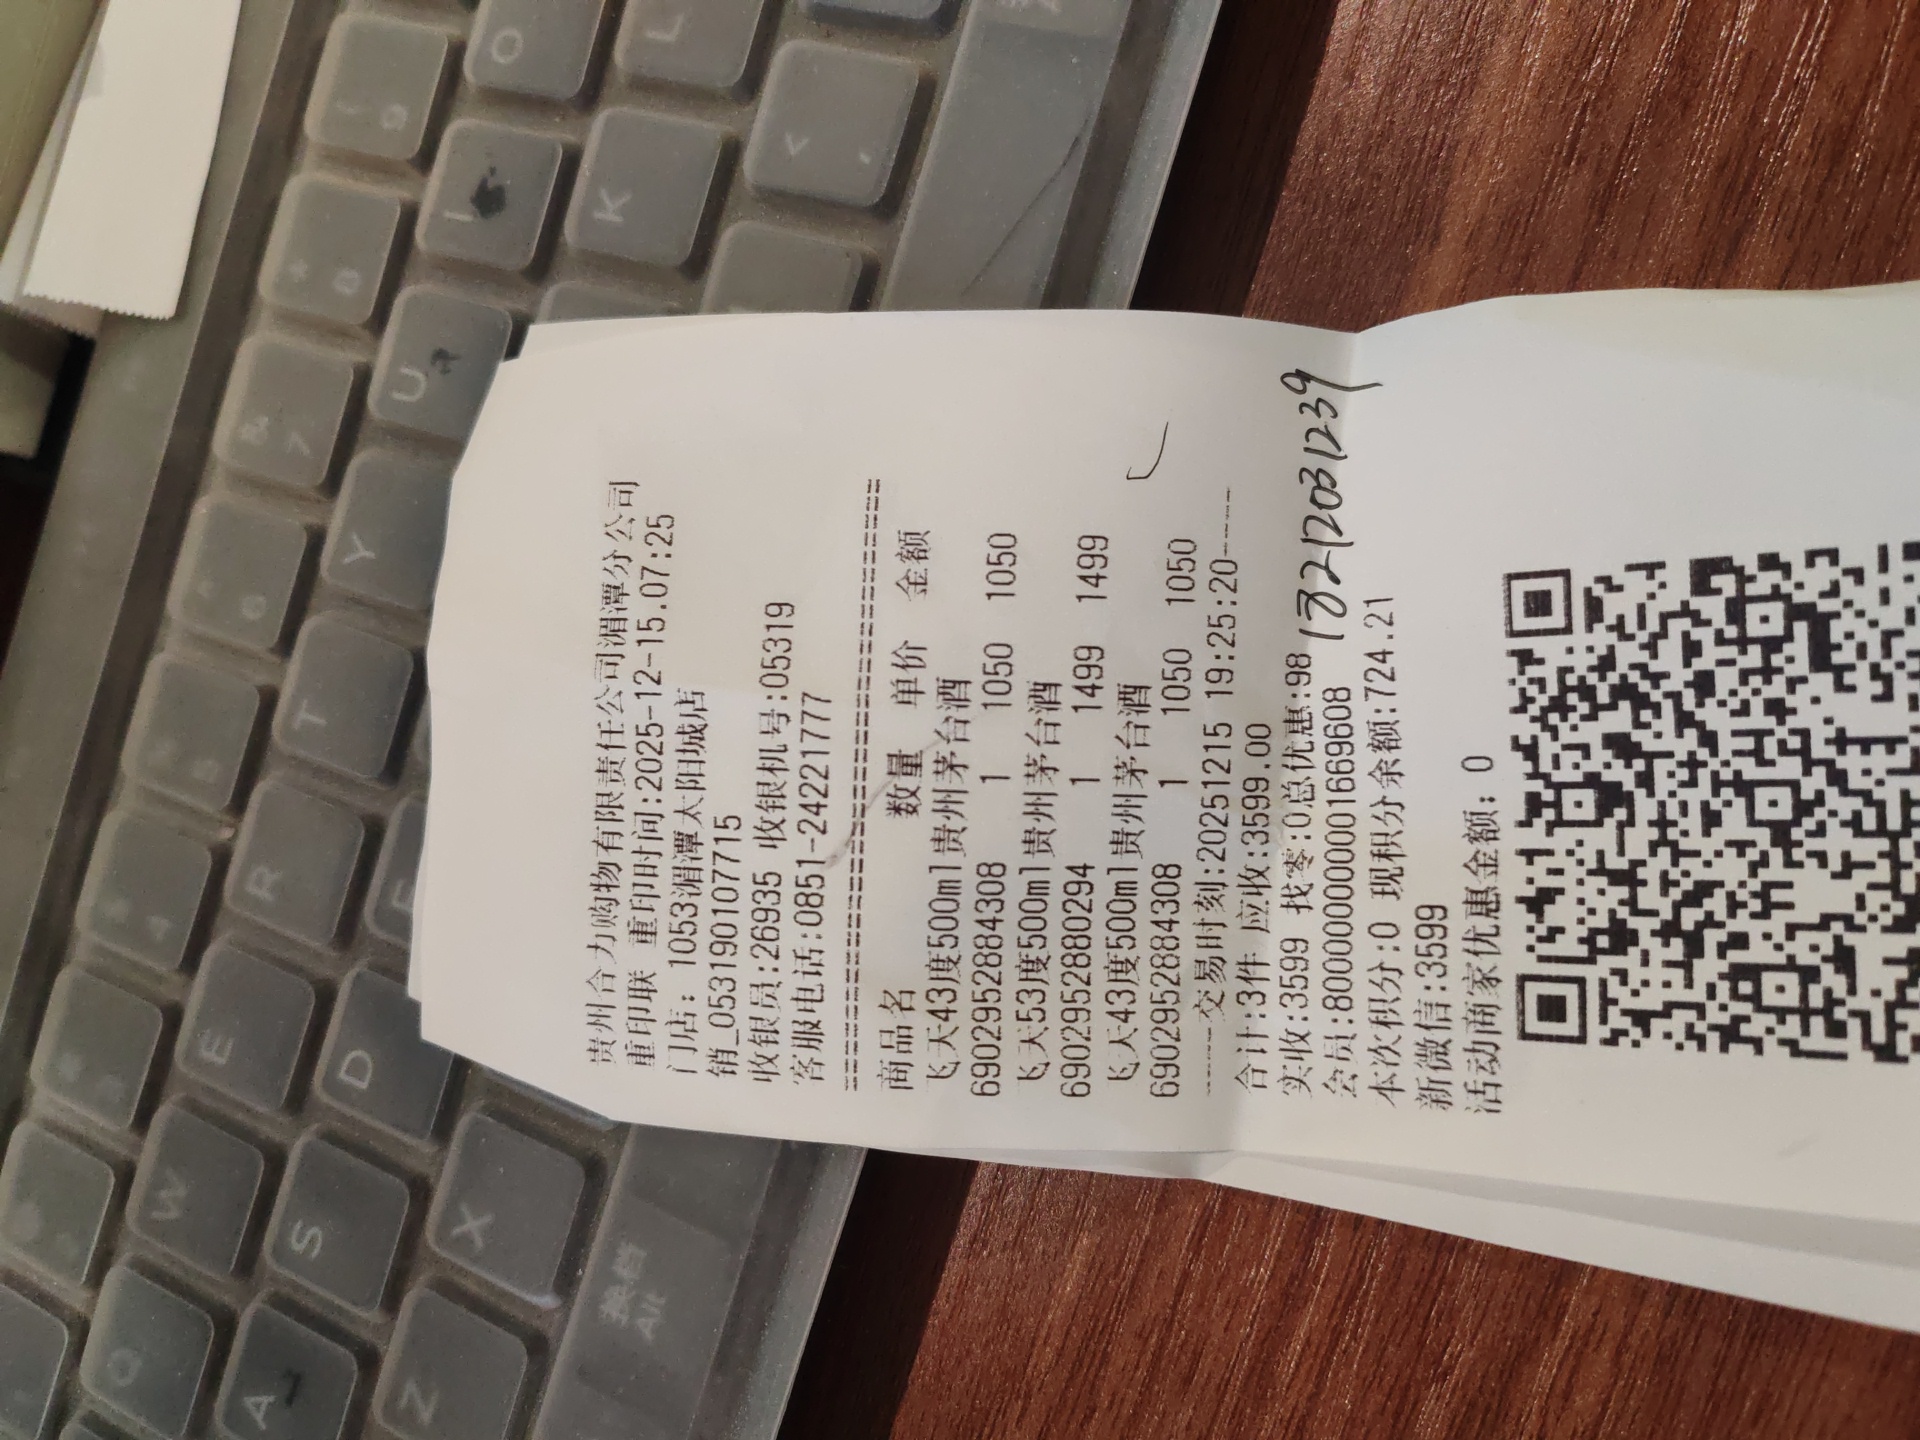 贵州合力购物有限责任公司湄潭分公司
重印联 重印时间:2025-12-15.07:25
门店: 1053湄潭太阳城店
销_053190107715
收银员:26935 收银机号:05319
客服电话:0851-24221777
商品名 数量 单价 金额
飞天43度500ml贵州茅台酒
6902952884308 1 1050 1050
飞天53度500ml贵州茅台酒
6902952880294 1 1499 1499
飞天43度500ml贵州茅台酒
6902952884308 1 1050 1050
-----交易时刻:20251215 19:25:20-----
合计:3件 应收:3599.00
实收:3599 找零:0总优惠:98
18212031239
会员:8000000001669608
本次积分:0 现积分余额:724.21
新微信:3599
活动商家优惠金额: 0
O
L
K
<
,
U
Y
T
R
E
D
W
S
X
Q
A
Z
Alt